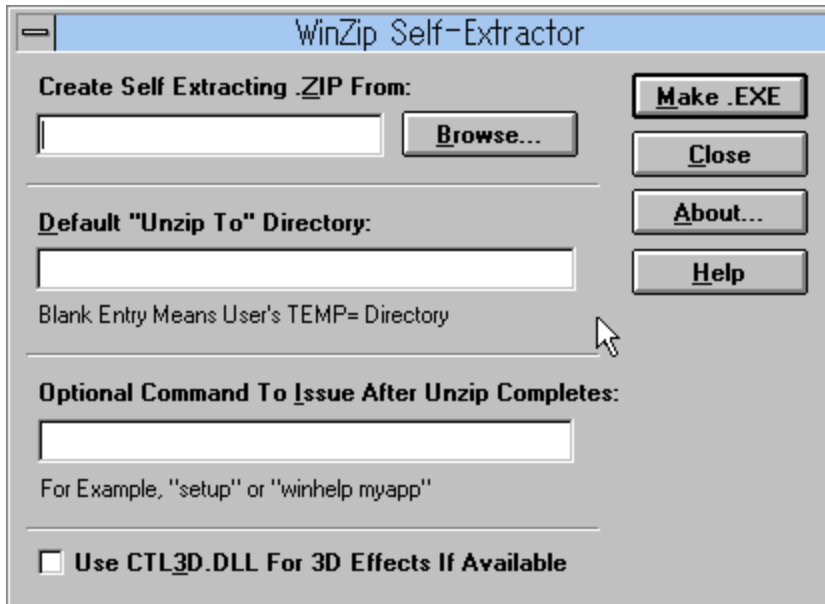 WinZip Self-Extractor
Create Self Extracting .ZIP From:
Browse...
Make .EXE
Close
About...
Help
Default "Unzip To" Directory:
Blank Entry Means User's TEMP= Directory
Optional Command To Issue After Unzip Completes:
For Example, "setup" or "winhelp myapp"
Use CTL3D.DLL For 3D Effects If Available